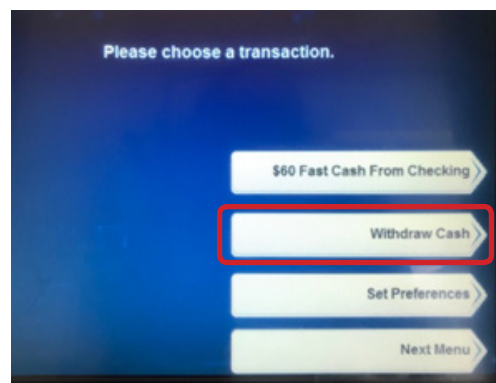 Please choose a transaction.
$60 Fast Cash From Checking
Withdraw Cash
Set Preferences
Next Menu